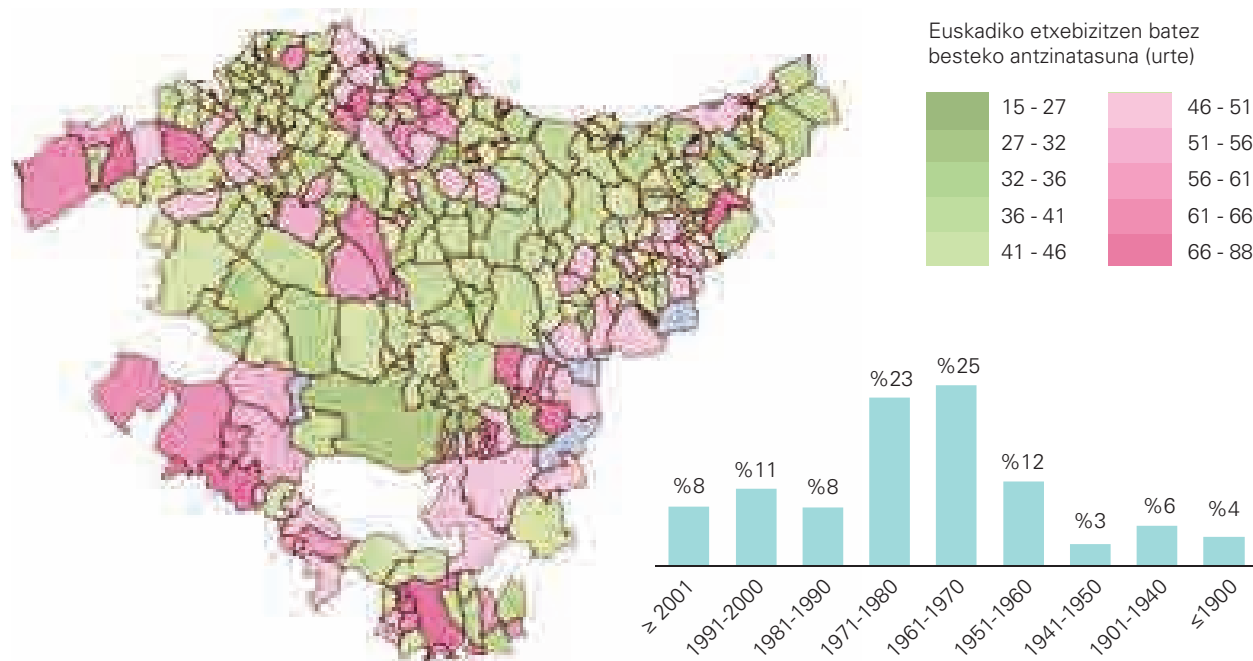 Euskadiko etxebizitzen batez
besteko antzinatasuna (urte)
15 - 27
27 - 32
32 - 36
36 - 41
41 - 46
46 - 51
51 - 56
56 - 61
61 - 66
66 - 88
%8
%11
%8
%23
%25
%12
%3
%6
%4
≥ 2001
1991-2000
1981-1990
1971-1980
1961-1970
1951-1960
1941-1950
1901-1940
≤1900